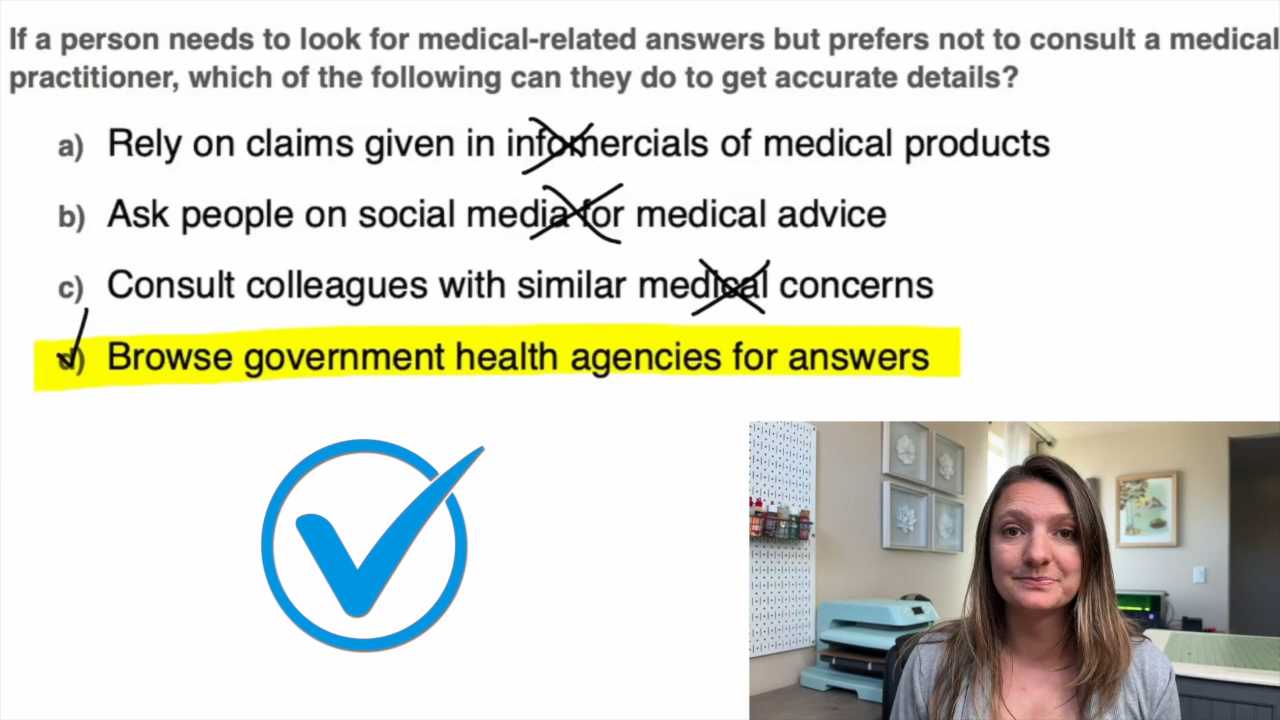 If a person needs to look for medical-related answers but prefers not to consult a medical
practitioner, which of the following can they do to get accurate details?
a) Rely on claims given in infomercials of medical products
b) Ask people on social media for medical advice
c) Consult colleagues with similar medical concerns
d) Browse government health agencies for answers